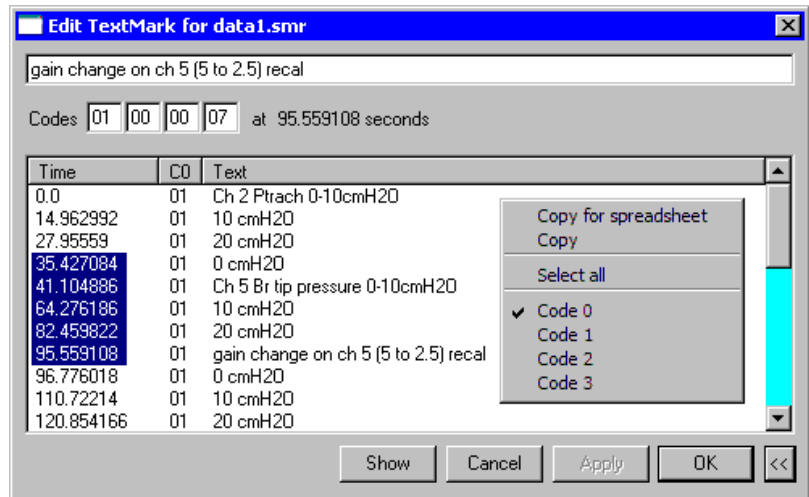 Edit TextMark for data1.smr
gain change on ch 5 (5 to 2.5) recal
Codes 01 00 00 07 at 95.559108 seconds
Time C0 Text
0.0 01 Ch 2 Ptrach 0-10cmH2O
14.962992 01 10 cmH2O
27.95559 01 20 cmH2O
35.427084 01 0 cmH2O
41.104886 01 Ch 5 Br tip pressure 0-10cmH2O
64.276186 01 10 cmH2O
82.459822 01 20 cmH2O
95.559108 01 gain change on ch 5 (5 to 2.5) recal
96.776018 01 0 cmH2O
110.72214 01 10 cmH2O
120.854166 01 20 cmH2O
Copy for spreadsheet
Copy
Select all
Code 0
Code 1
Code 2
Code 3
Show Cancel Apply OK <<